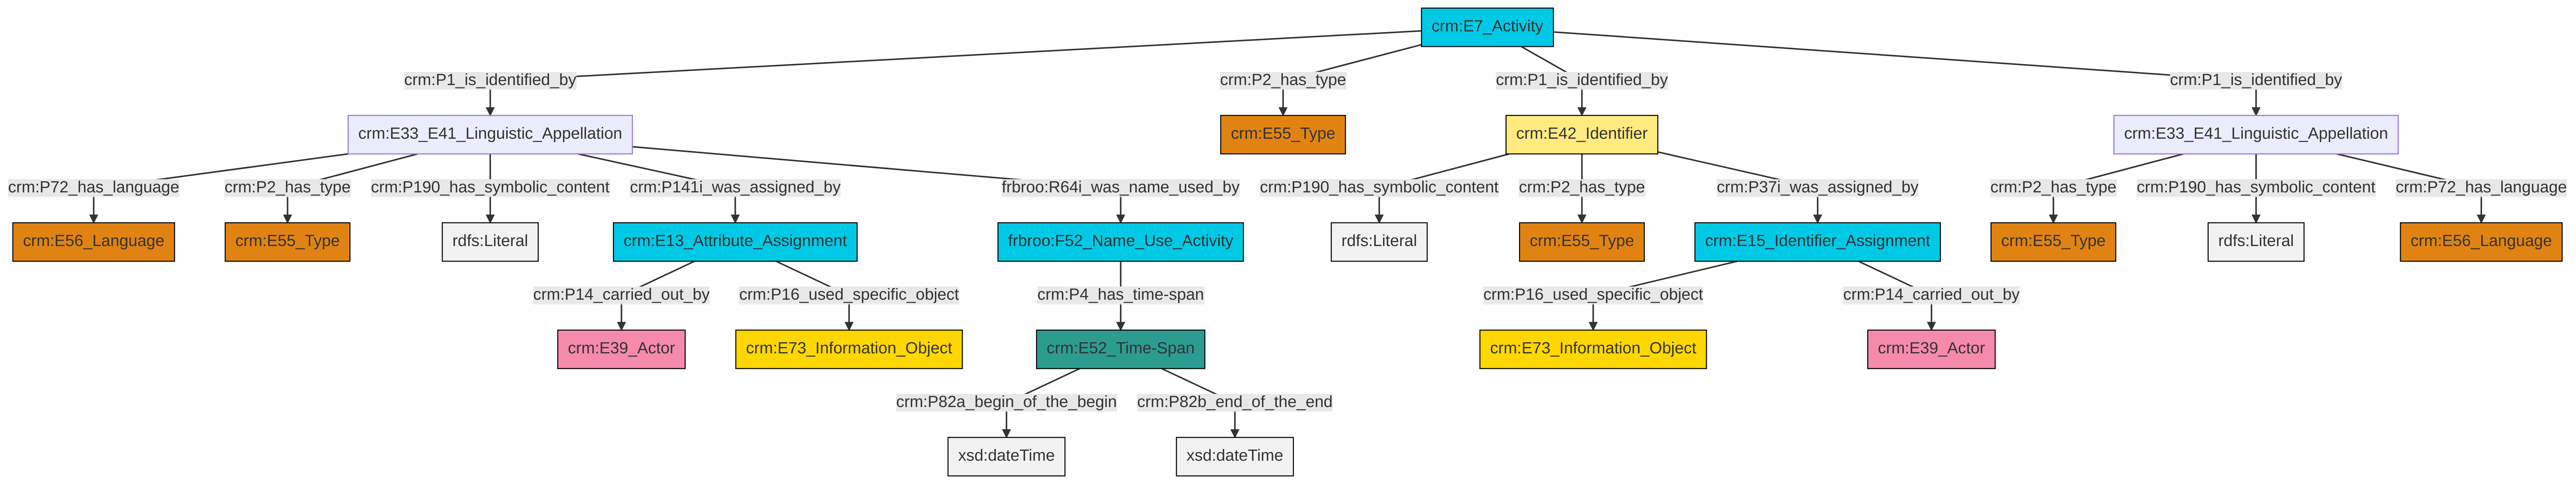 crm:E7_Activity
crm:P1_is_identified_by
crm:P2_has_type
crm:P1_is_identified_by
crm:P1_is_identified_by
crm:E33_E41_Linguistic_Appellation
crm:E55_Type
crm:E42_Identifier
crm:E33_E41_Linguistic_Appellation
crm:P72_has_language
crm:P2_has_type
crm:P190_has_symbolic_content
crm:P141i_was_assigned_by
frbroo:R64i_was_name_used_by
crm:P190_has_symbolic_content
crm:P2_has_type
crm:P37i_was_assigned_by
crm:P2_has_type
crm:P190_has_symbolic_content
crm:P72_has_language
crm:E56_Language
crm:E55_Type
rdfs:Literal
crm:E13_Attribute_Assignment
frbroo:F52_Name_Use_Activity
rdfs:Literal
crm:E55_Type
crm:E15_Identifier_Assignment
crm:E55_Type
rdfs:Literal
crm:E56_Language
crm:P14_carried_out_by
crm:P16_used_specific_object
crm:P4_has_time-span
crm:P16_used_specific_object
crm:P14_carried_out_by
crm:E39_Actor
crm:E73_Information_Object
crm:E52_Time-Span
crm:E73_Information_Object
crm:E39_Actor
crm:P82a_begin_of_the_begin
crm:P82b_end_of_the_end
xsd:dateTime
xsd:dateTime